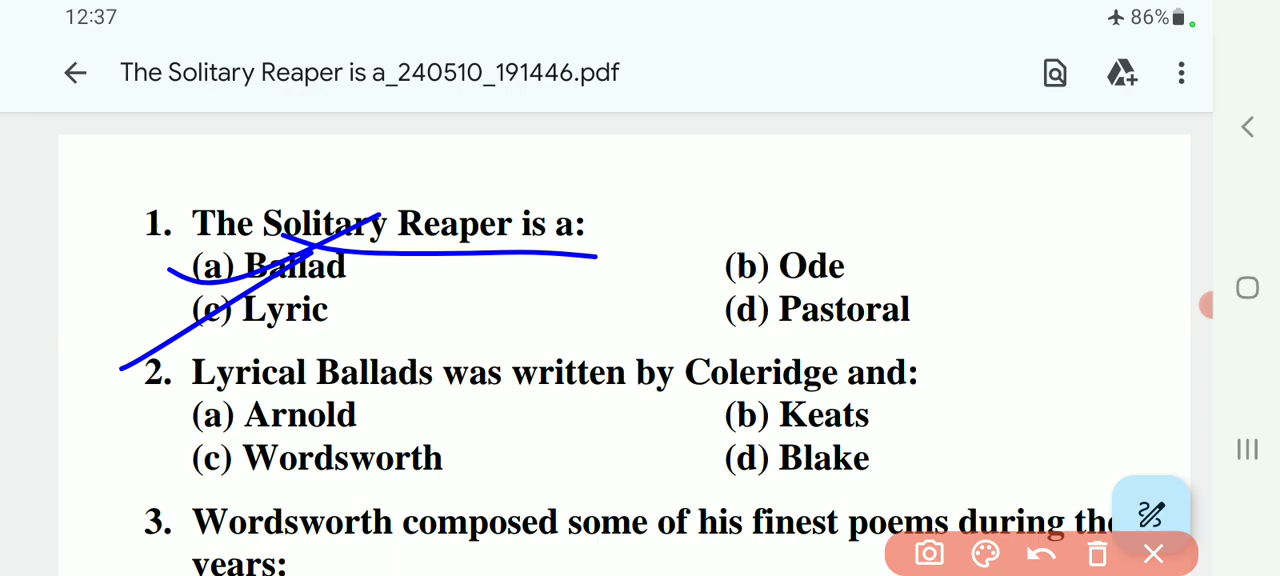 12:37
86%
The Solitary Reaper is a_240510_191446.pdf
1. The Solitary Reaper is a:
(a) Ballad (b) Ode
(c) Lyric (d) Pastoral
2. Lyrical Ballads was written by Coleridge and:
(a) Arnold (b) Keats
(c) Wordsworth (d) Blake
3. Wordsworth composed some of his finest poems during the
years: